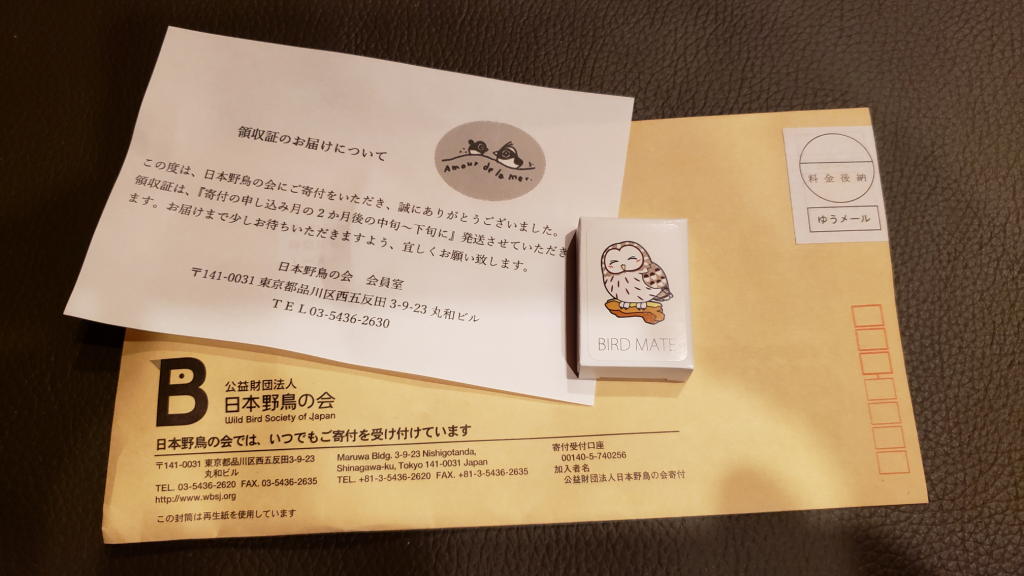 領収証のお届けについて
Amour de la mer.
この度は、日本野鳥の会にご寄付をいただき、誠にありがとうございました。
領収証は、『寄付の申し込み月の２か月後の中旬～下旬に』発送させていただき
ます。お届けまで少しお待ちいただきますよう、宜しくお願い致します。
日本野鳥の会　会員室
〒141-0031 東京都品川区西五反田 3-9-23 丸和ビル
ＴＥＬ03-5436-2630
料金後納
ゆうメール
BIRD MATE
B
公益財団法人
日本野鳥の会
Wild Bird Society of Japan
日本野鳥の会では、いつでもご寄付を受け付けています
〒141-0031 東京都品川区西五反田3-9-23
丸和ビル
TEL. 03-5436-2620 FAX. 03-5436-2635
http://www.wbsj.org
Maruwa Bldg. 3-9-23 Nishigotanda,
Shinagawa-ku, Tokyo 141-0031 Japan
TEL. +81-3-5436-2620 FAX. +81-3-5436-2635
寄付受付口座
00140-5-740256
加入者名
公益財団法人日本野鳥の会寄付
この封筒は再生紙を使用しています